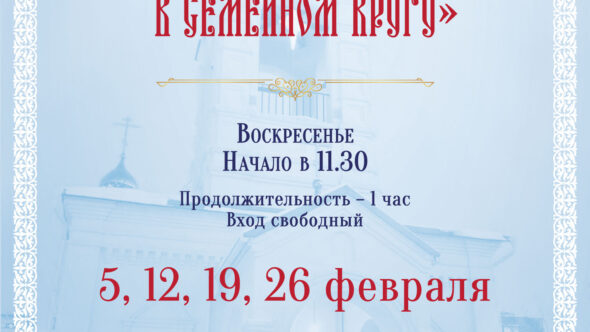 в семейном кругу»
Воскресенье
Начало в 11.30
Продолжительность – 1 час
Вход свободный
5, 12, 19, 26 февраля